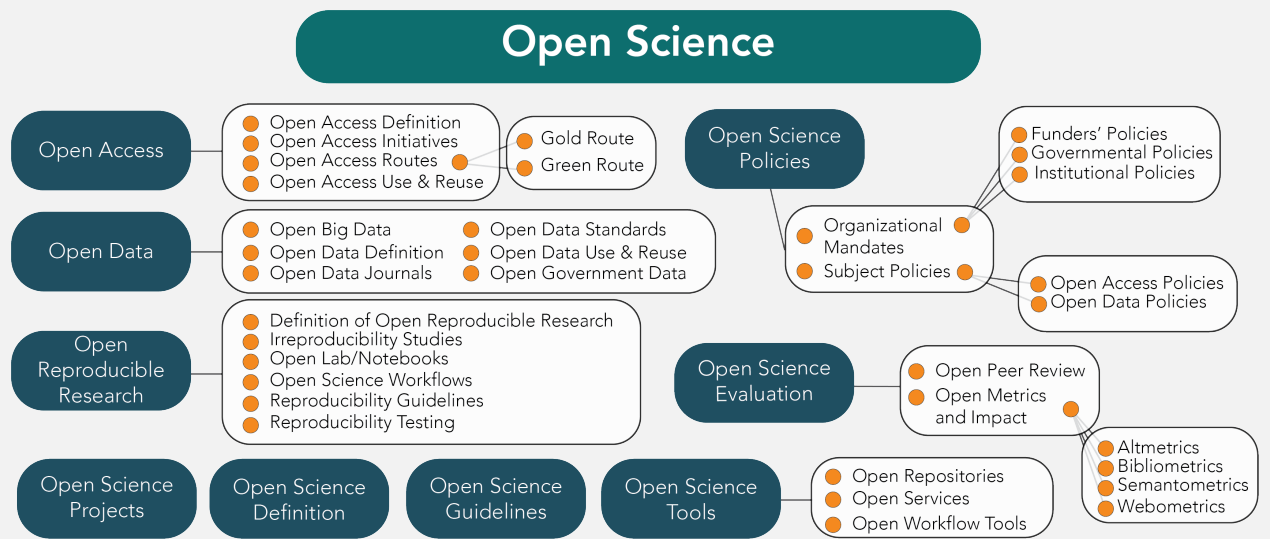 Open Science
Open Access
Open Access Definition
Open Access Initiatives
Open Access Routes
Open Access Use & Reuse
Gold Route
Green Route
Open Data
Open Big Data
Open Data Definition
Open Data Journals
Open Data Standards
Open Data Use & Reuse
Open Government Data
Open
Reproducible
Research
Definition of Open Reproducible Research
Irreproducibility Studies
Open Lab/Notebooks
Open Science Workflows
Reproducibility Guidelines
Reproducibility Testing
Open Science
Policies
Organizational
Mandates
Subject Policies
Funders’ Policies
Governmental Policies
Institutional Policies
Open Access Policies
Open Data Policies
Open Science
Evaluation
Open Peer Review
Open Metrics
and Impact
Altmetrics
Bibliometrics
Semantometrics
Webometrics
Open Science
Projects
Open Science
Definition
Open Science
Guidelines
Open Science
Tools
Open Repositories
Open Services
Open Workflow Tools